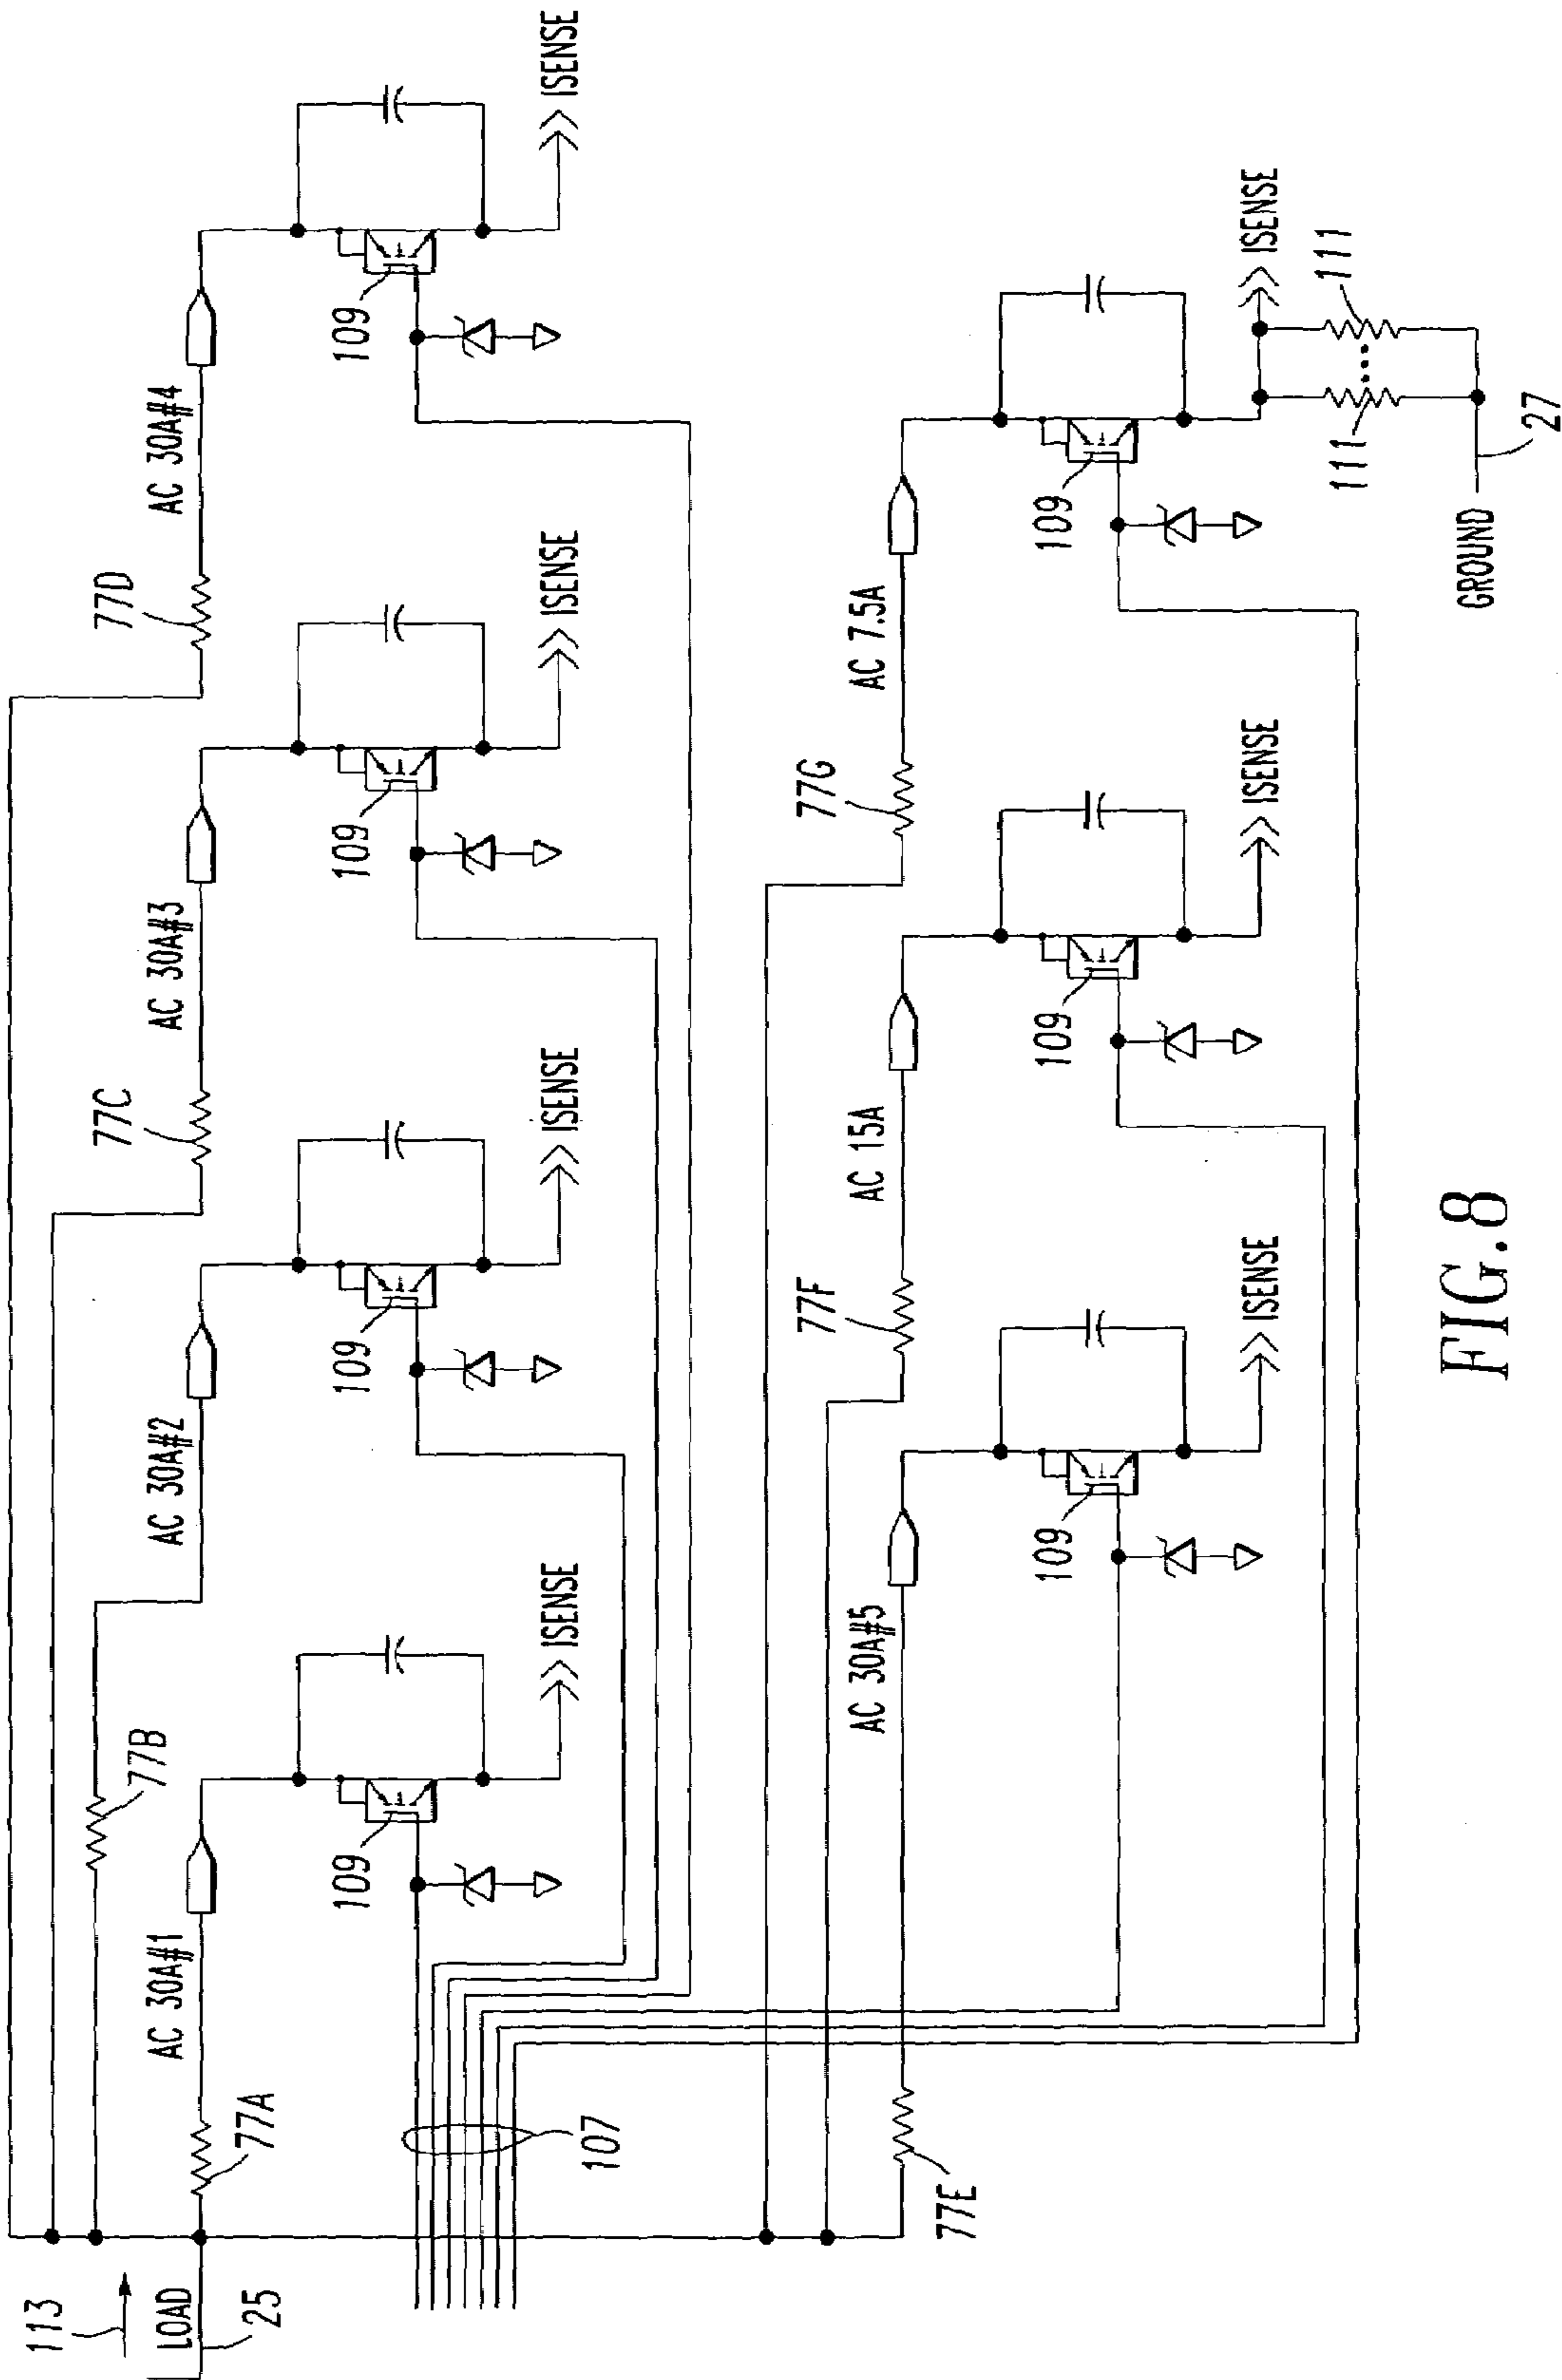 113
LOAD
25
77A
AC 30A#1
109
ISENSE
77B
AC 30A#2
109
ISENSE
77C
AC 30A#3
109
ISENSE
77D
AC 30A#4
109
ISENSE
107
77E
AC 30A#5
109
ISENSE
77F
AC 15A
109
ISENSE
77G
AC 7.5A
109
ISENSE
111
111
GROUND
27
FIG.8